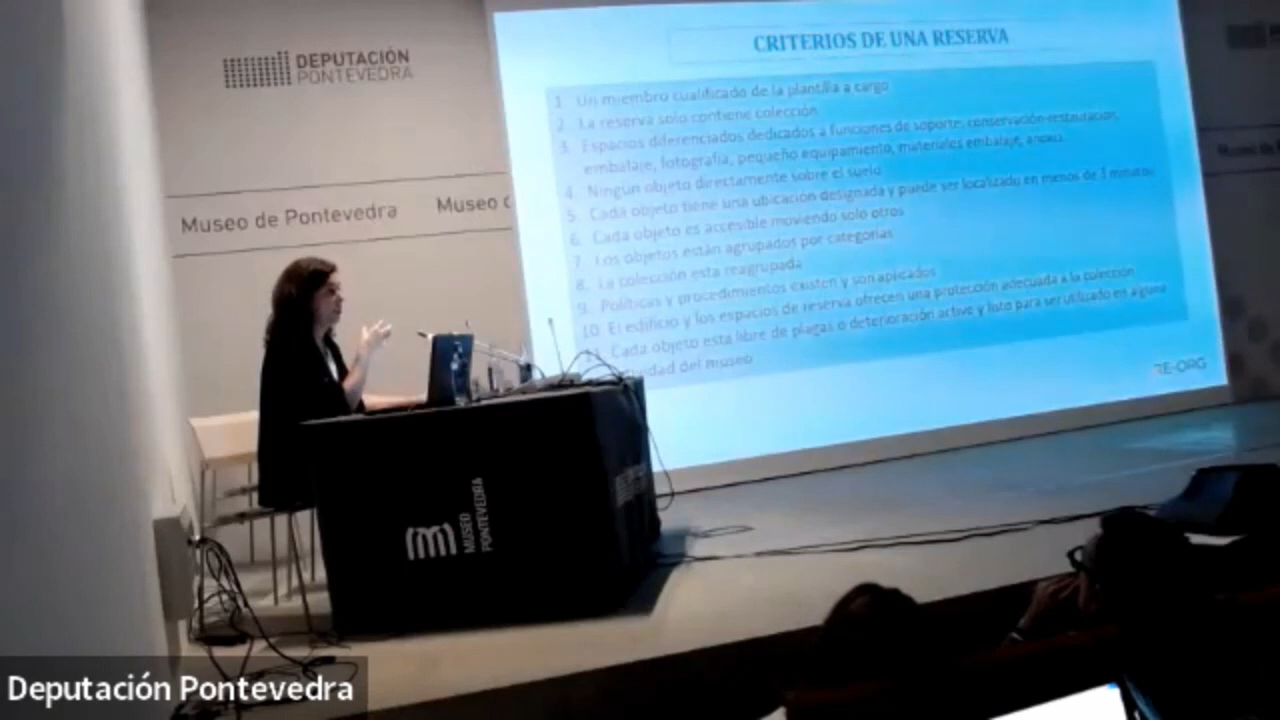 DEPUTACIÓN
PONTEVEDRA
Museo de Pontevedra
Museo
CRITERIOS DE UNA RESERVA
1. Un miembro cualificado de la plantilla a cargo
2. La reserva solo contiene colección
3. Espacios diferenciados dedicados a funciones de soporte: conservación-restauración,
embalaje, fotografía, pequeño equipamiento, materiales embalaje,
4. Ningún objeto directamente sobre el suelo
5. Cada objeto tiene una ubicación designada y puede ser localizado en menos de 3 minutos
6. Cada objeto es accesible moviendo solo otros
7. Los objetos están agrupados por categorías
8. La colección esta reagrupada
9. Políticas y procedimientos existen y son aplicados
10. El edificio y los espacios de reserva ofrecen una protección adecuada a la colección
Cada objeto esta libre de plagas o deterioración activo y listo para ser utilizado en alguna
del museo
RE-ORG
MUSEO
PONTEVEDRA
Deputación Pontevedra